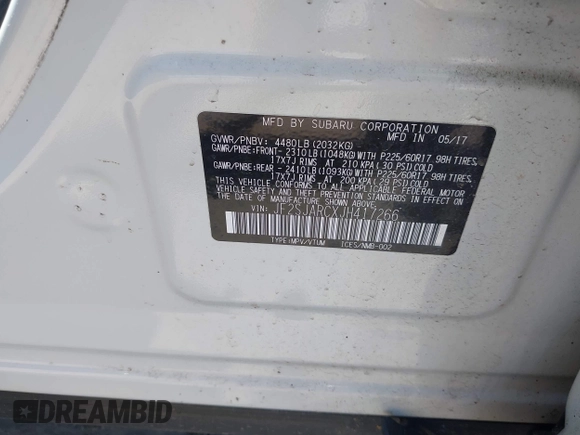 MFD BY SUBARU CORPORATION
MFD IN 05/17
GVWR/PNBV: 4480LB(2032KG)
GAWR/PNBE:FRONT-2310LB(1048KG)WITH P225/60R17 98H TIRES,
17X7J RIMS AT 210 KPA(30 PSI)COLD
GAWR/PNBE:REAR -2410LB(1093KG)WITH P225/60R17 98H TIRES,
17X7J RIMS AT 200 KPA(29 PSI)COLD
THIS VEHICLE CONFORMS TO ALL APPLICABLE FEDERAL MOTOR
VEHICLE SAFETY, BUMPER, AND THEFT PREVENTION STANDARDS IN EFFECT ON
THE DATE OF MANUFACTURE SHOWN ABOVE.
VIN: JF2SJARCXJH417266
TYPE:MPV/VTUM ICES/NMB-002
DREAMBID